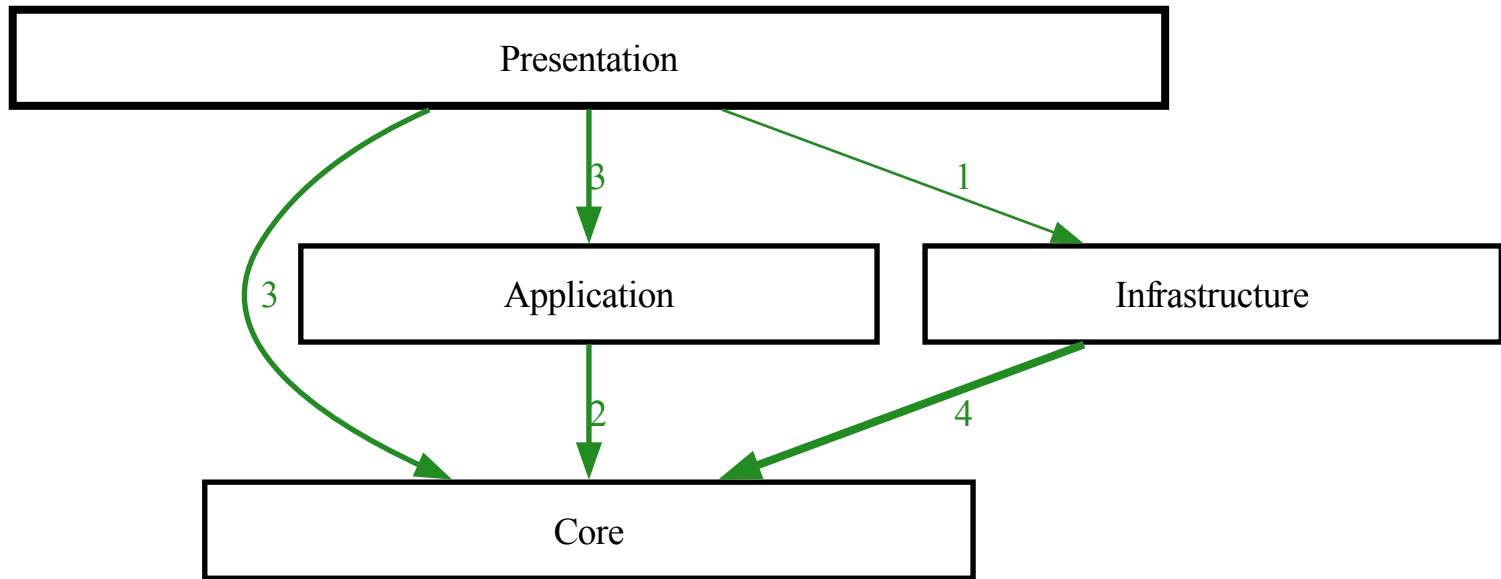 Presentation
3
1
3
Application
Infrastructure
2
4
Core